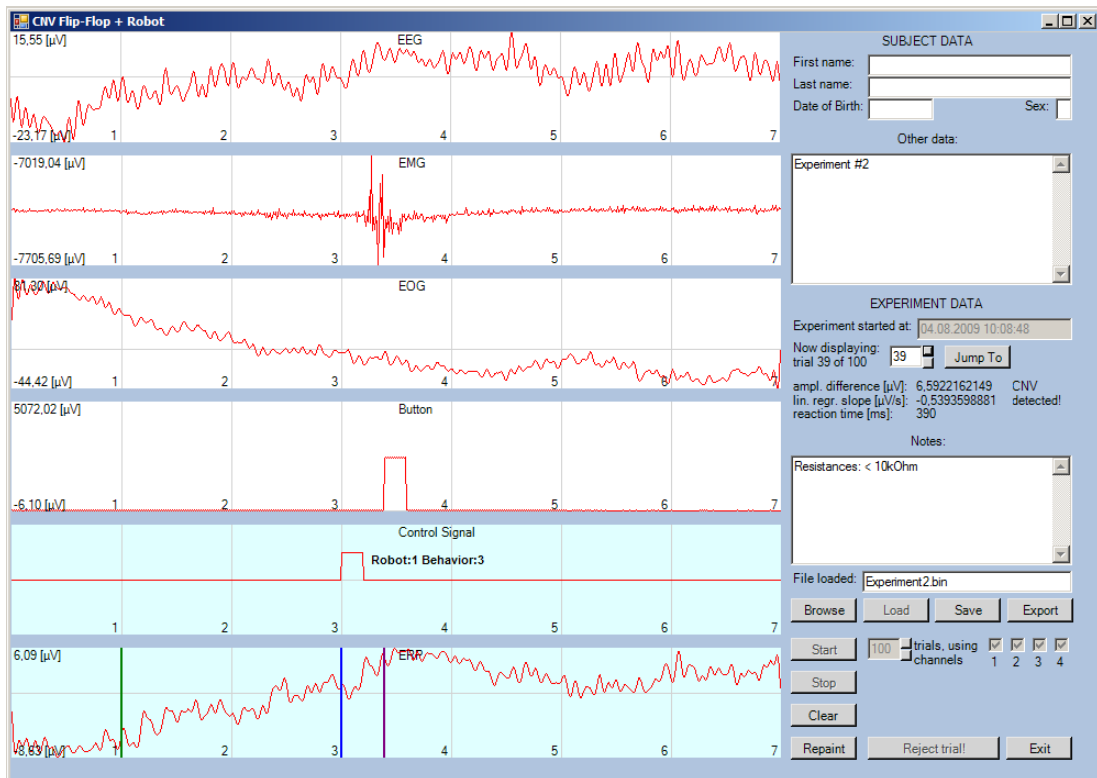 CNV Flip-Flop + Robot
15,55 [µV]
EEG
-23,17 [µV]
1 2 3 4 5 6 7
-7019,04 [µV]
EMG
-7705,69 [µV]
1 2 3 4 5 6 7
81,30 [µV]
EOG
-44,42 [µV]
1 2 3 4 5 6 7
5072,02 [µV]
Button
-6,10 [µV]
1 2 3 4 5 6 7
Control Signal
Robot:1 Behavior:3
1 2 3 4 5 6 7
6,09 [µV]
ERP
-8,63 [µV]
1 2 3 4 5 6 7
SUBJECT DATA
First name:
Last name:
Date of Birth: Sex:
Other data:
Experiment #2
EXPERIMENT DATA
Experiment started at: 04.08.2009 10:08:48
Now displaying:
trial 39 of 100 39 Jump To
ampl. difference [µV]: 6,5922162149 CNV
lin. regr. slope [µV/s]: -0,5393598881 detected!
reaction time [ms]: 390
Notes:
Resistances: < 10kOhm
File loaded: Experiment2.bin
Browse Load Save Export
Start 100 trials, using
channels 1 2 3 4
Stop
Clear
Repaint Reject trial! Exit